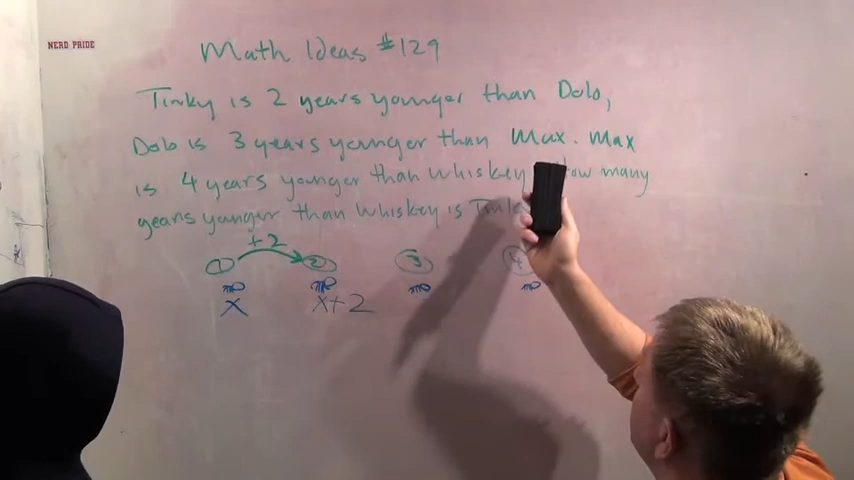 NERD PRIDE
Math Ideas #129
Tinky is 2 years younger than Dolo,
Dolo is 3 years younger than Max. Max
is 4 years younger than Whiskey How many
years younger than Whiskey is
+2
1 2 3 4
x x+2